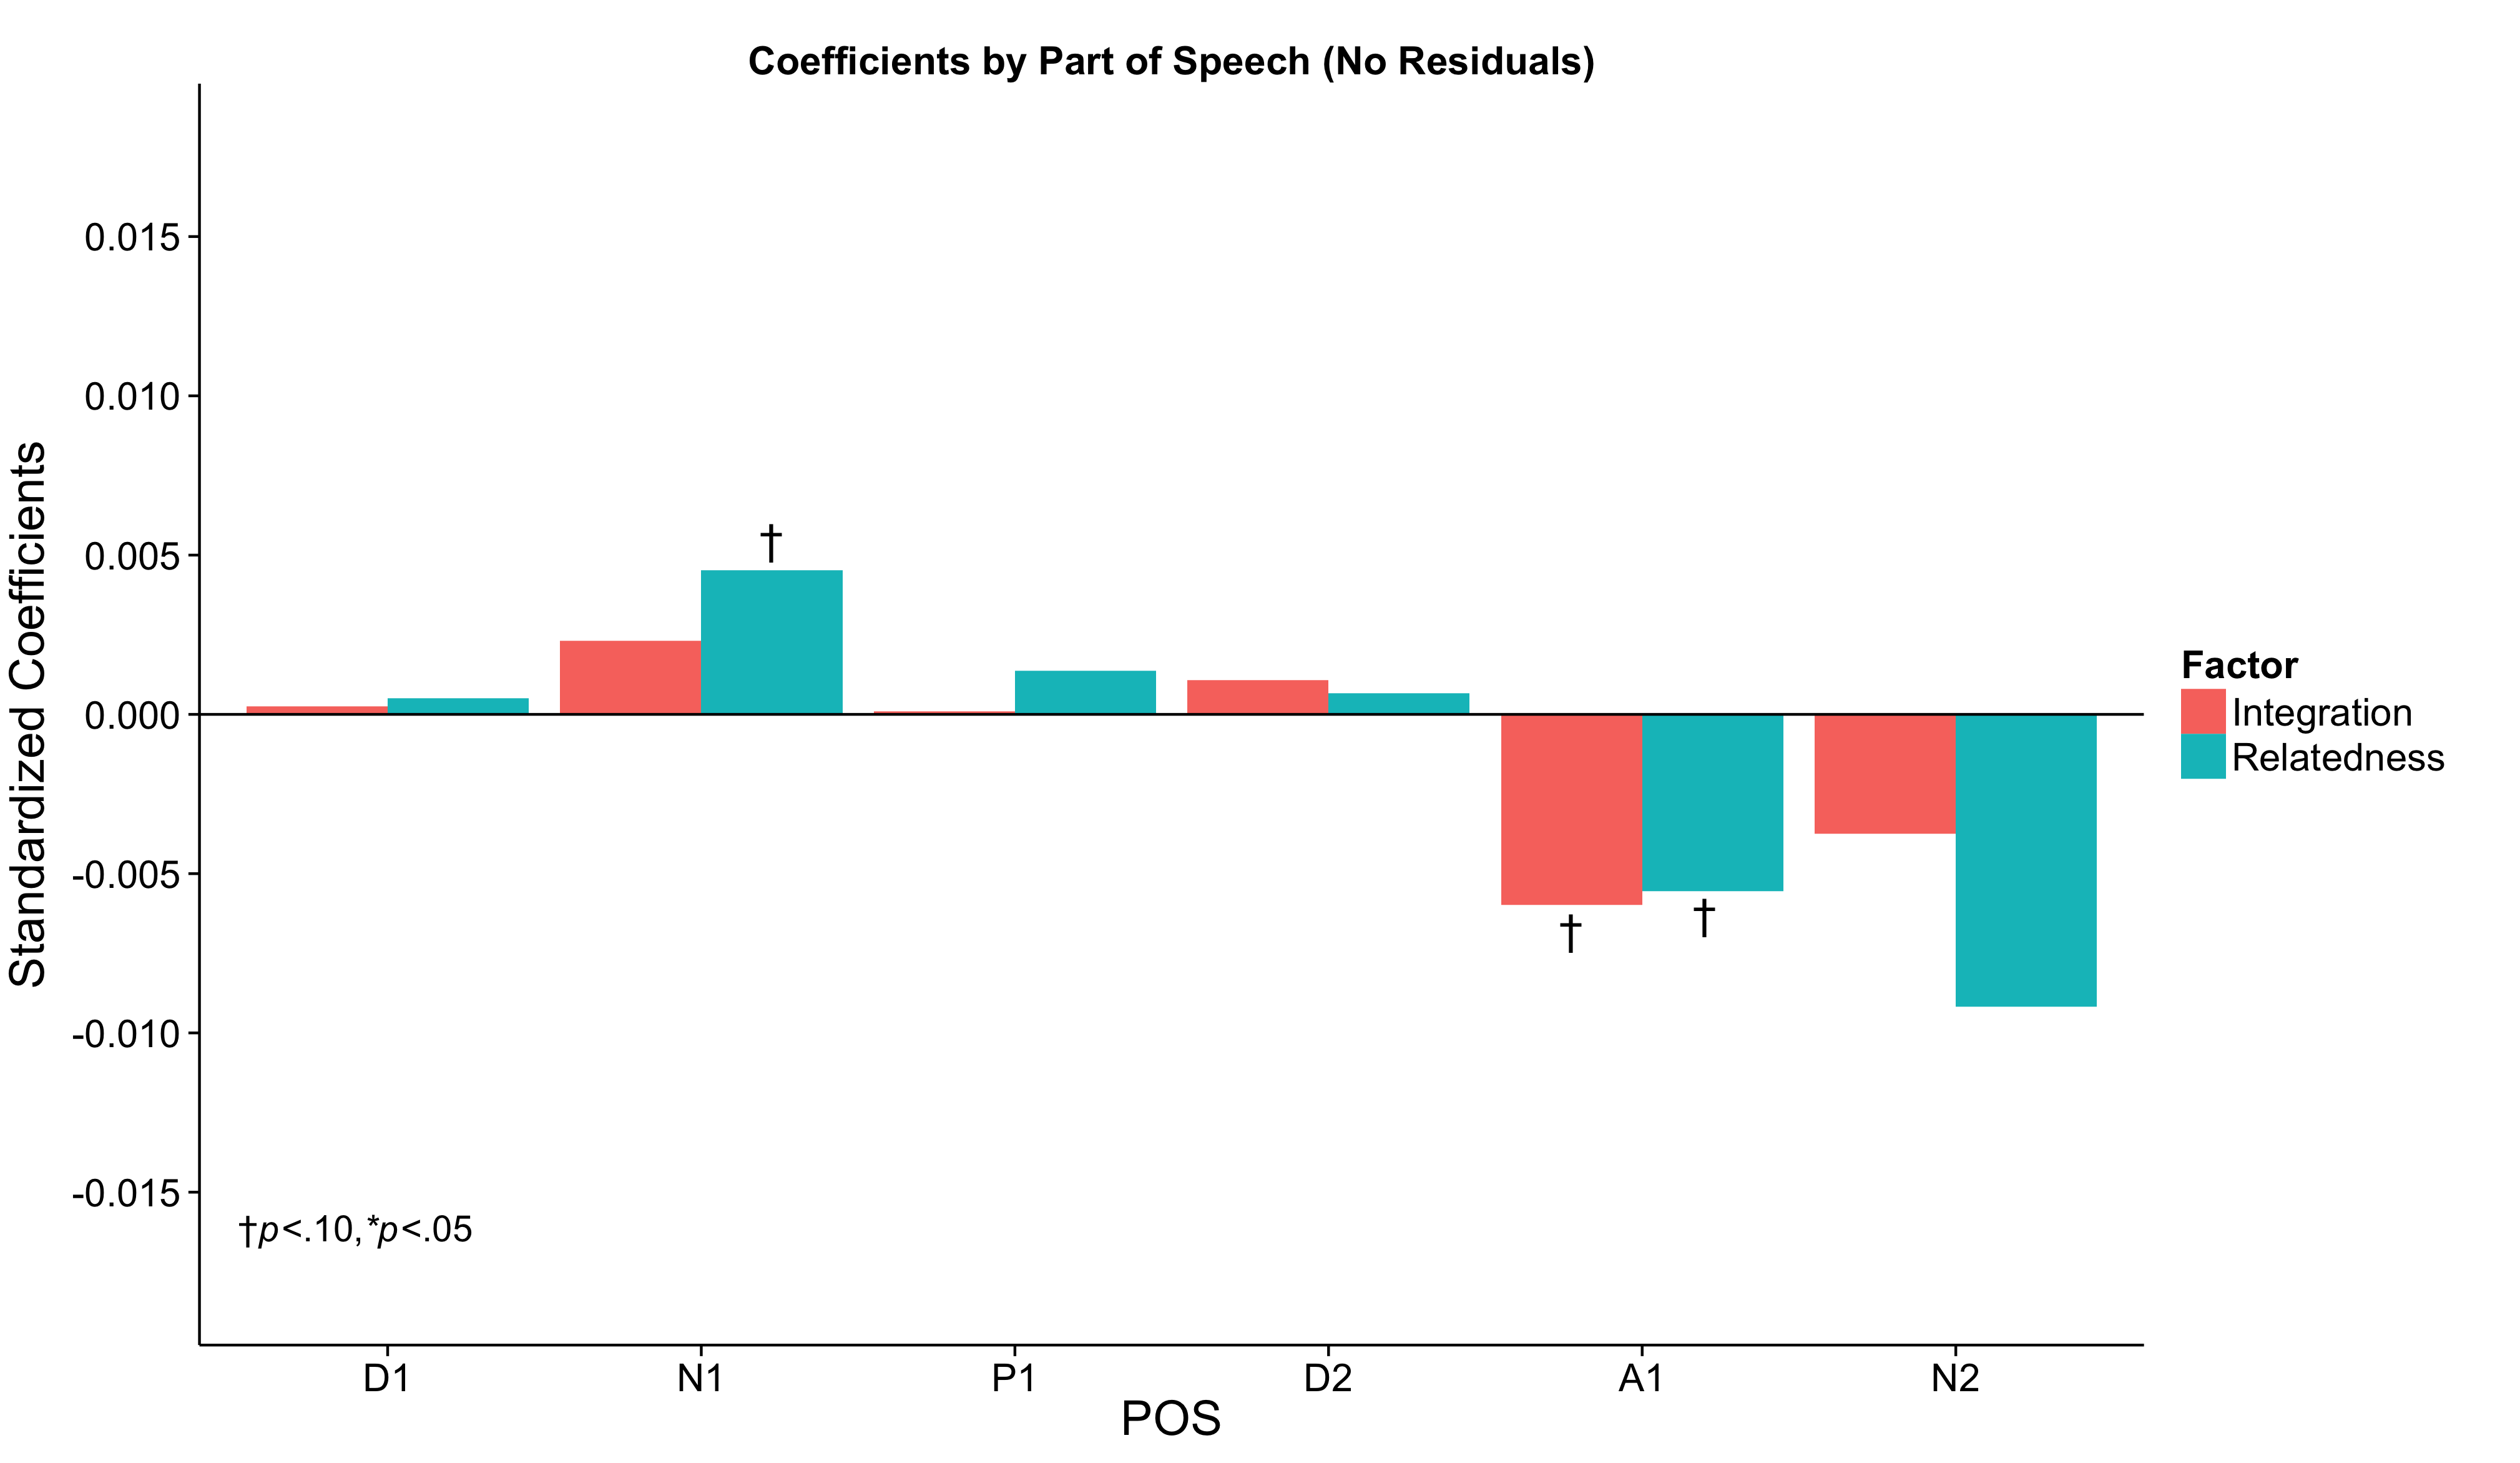 Coefficients by Part of Speech (No Residuals)
Standardized Coefficients
0.015
0.010
0.005
0.000
-0.005
-0.010
-0.015
†
†
†
†p<.10,*p<.05
D1
N1
P1
D2
A1
N2
POS
Factor
Integration
Relatedness